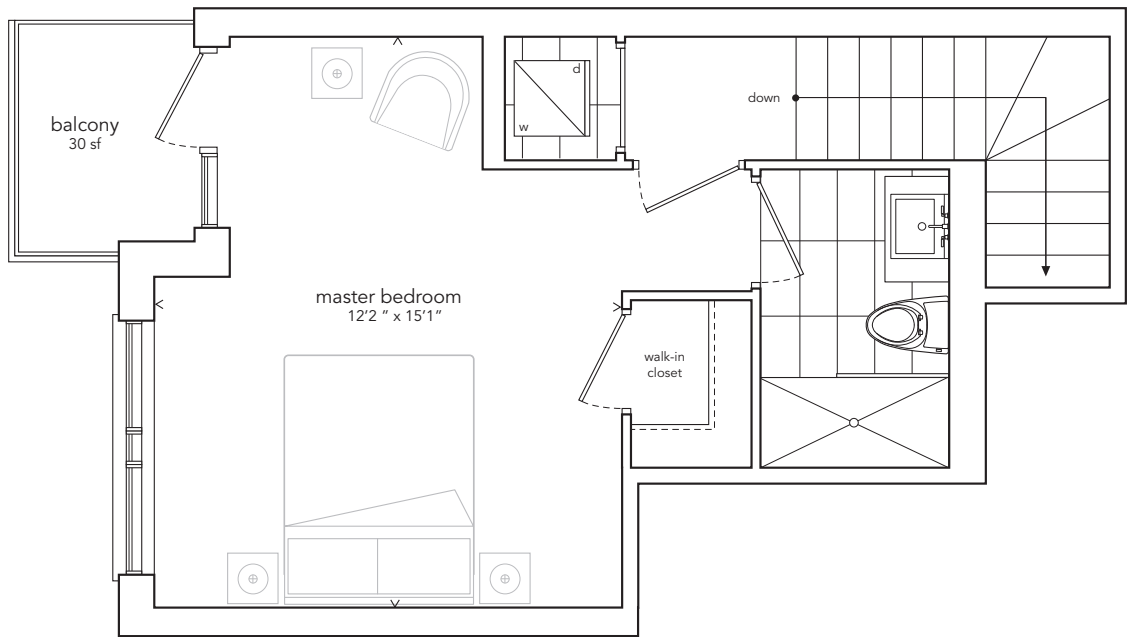 balcony
30 sf
d
w
down
master bedroom
12’2 ” x 15’1”
walk-in
closet